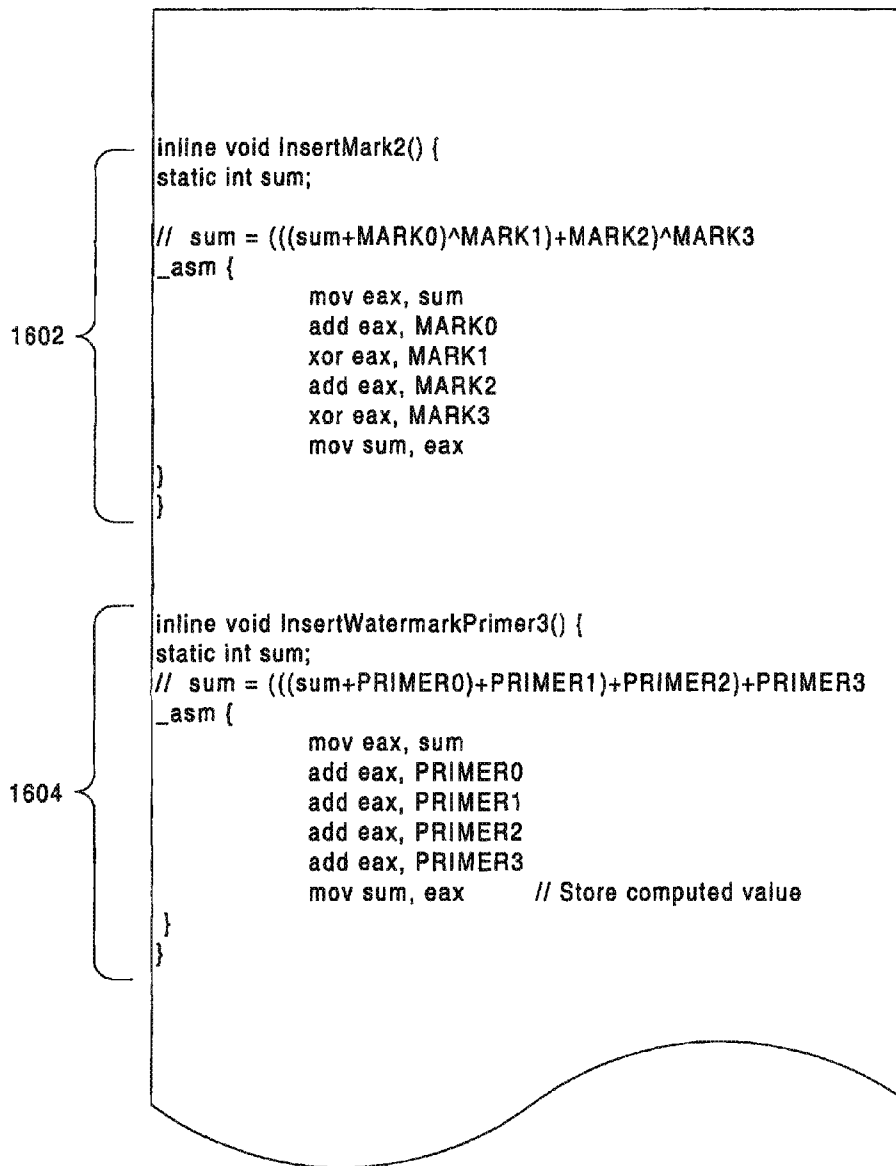 inline void InsertMark2() {
static int sum;
// sum = (((sum+MARK0)^MARK1)+MARK2)^MARK3
_asm {
mov eax, sum
1602
add eax, MARK0
xor eax, MARK1
add eax, MARK2
xor eax, MARK3
mov sum, eax
}
}
inline void InsertWatermarkPrimer3() {
static int sum;
// sum = (((sum+PRIMER0)+PRIMER1)+PRIMER2)+PRIMER3
_asm {
mov eax, sum
add eax, PRIMER0
1604
add eax, PRIMER1
add eax, PRIMER2
add eax, PRIMER3
mov sum, eax // Store computed value
}
}